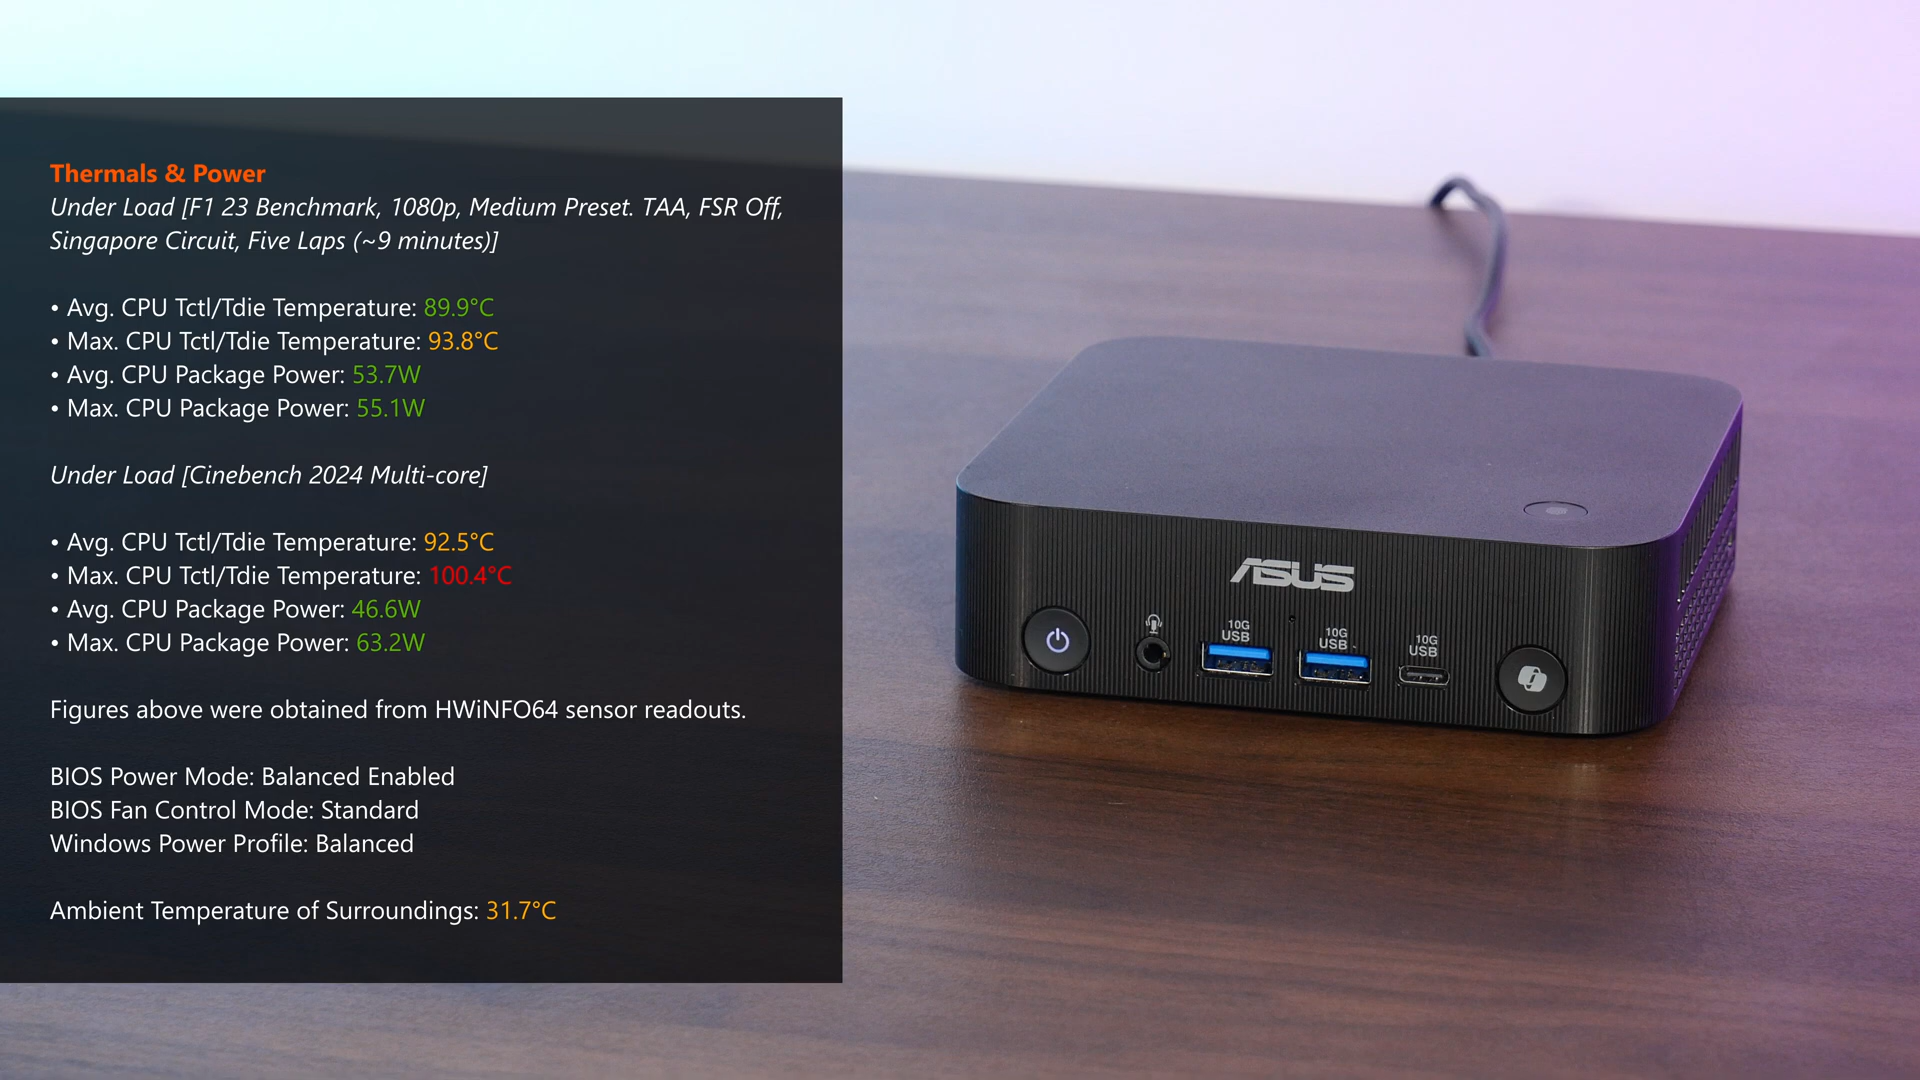 Thermals & Power
Under Load [F1 23 Benchmark, 1080p, Medium Preset. TAA, FSR Off,
Singapore Circuit, Five Laps (~9 minutes)]
• Avg. CPU Tctl/Tdie Temperature: 89.9°C
• Max. CPU Tctl/Tdie Temperature: 93.8°C
• Avg. CPU Package Power: 53.7W
• Max. CPU Package Power: 55.1W
Under Load [Cinebench 2024 Multi-core]
• Avg. CPU Tctl/Tdie Temperature: 92.5°C
• Max. CPU Tctl/Tdie Temperature: 100.4°C
• Avg. CPU Package Power: 46.6W
• Max. CPU Package Power: 63.2W
Figures above were obtained from HWiNFO64 sensor readouts.
BIOS Power Mode: Balanced Enabled
BIOS Fan Control Mode: Standard
Windows Power Profile: Balanced
Ambient Temperature of Surroundings: 31.7°C
ASUS
10G
USB
10G
USB
10G
USB